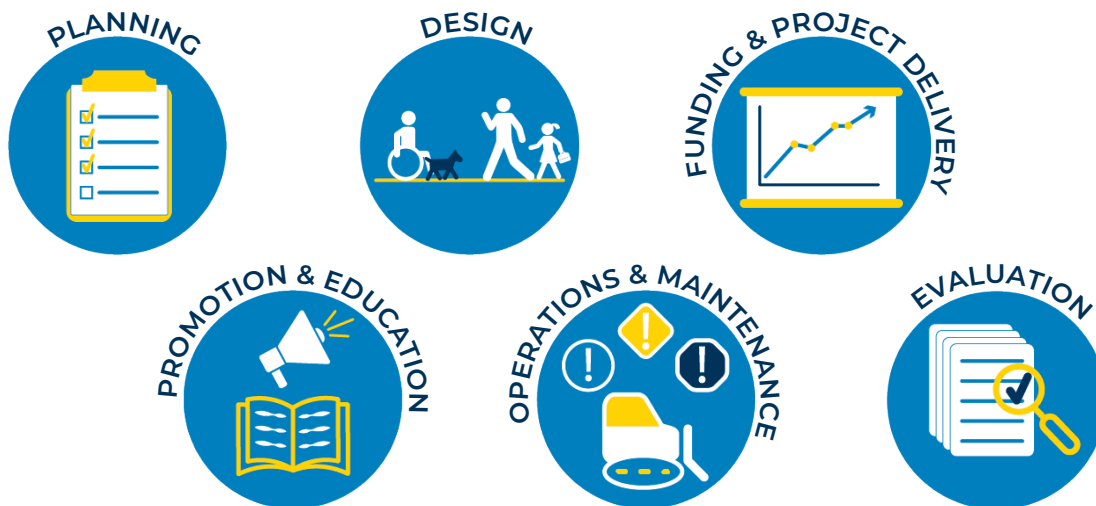 PLANNING
DESIGN
FUNDING & PROJECT DELIVERY
PROMOTION & EDUCATION
OPERATIONS & MAINTENANCE
EVALUATION